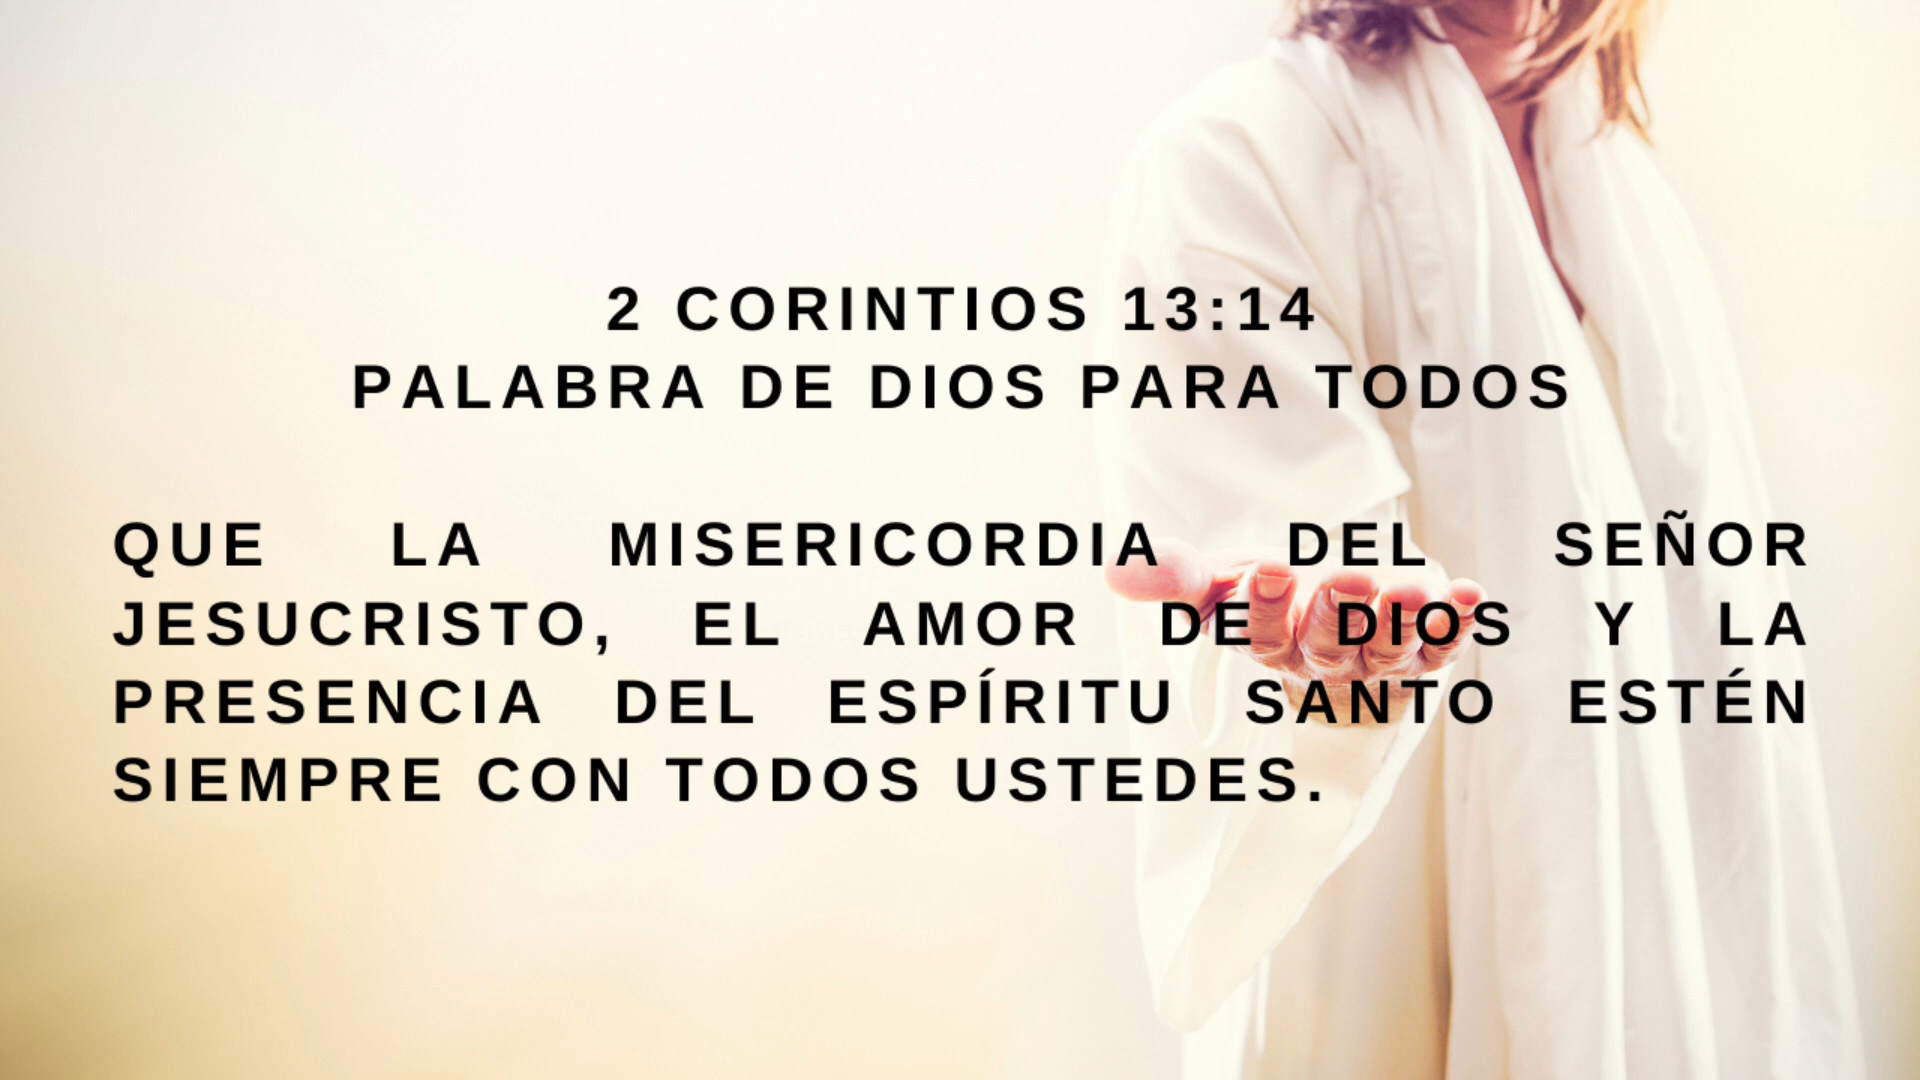 2 CORINTIOS 13:14
PALABRA DE DIOS PARA TODOS
QUE LA MISERICORDIA DEL SEÑOR
JESUCRISTO, EL AMOR DE DIOS Y LA
PRESENCIA DEL ESPÍRITU SANTO ESTÉN
SIEMPRE CON TODOS USTEDES.